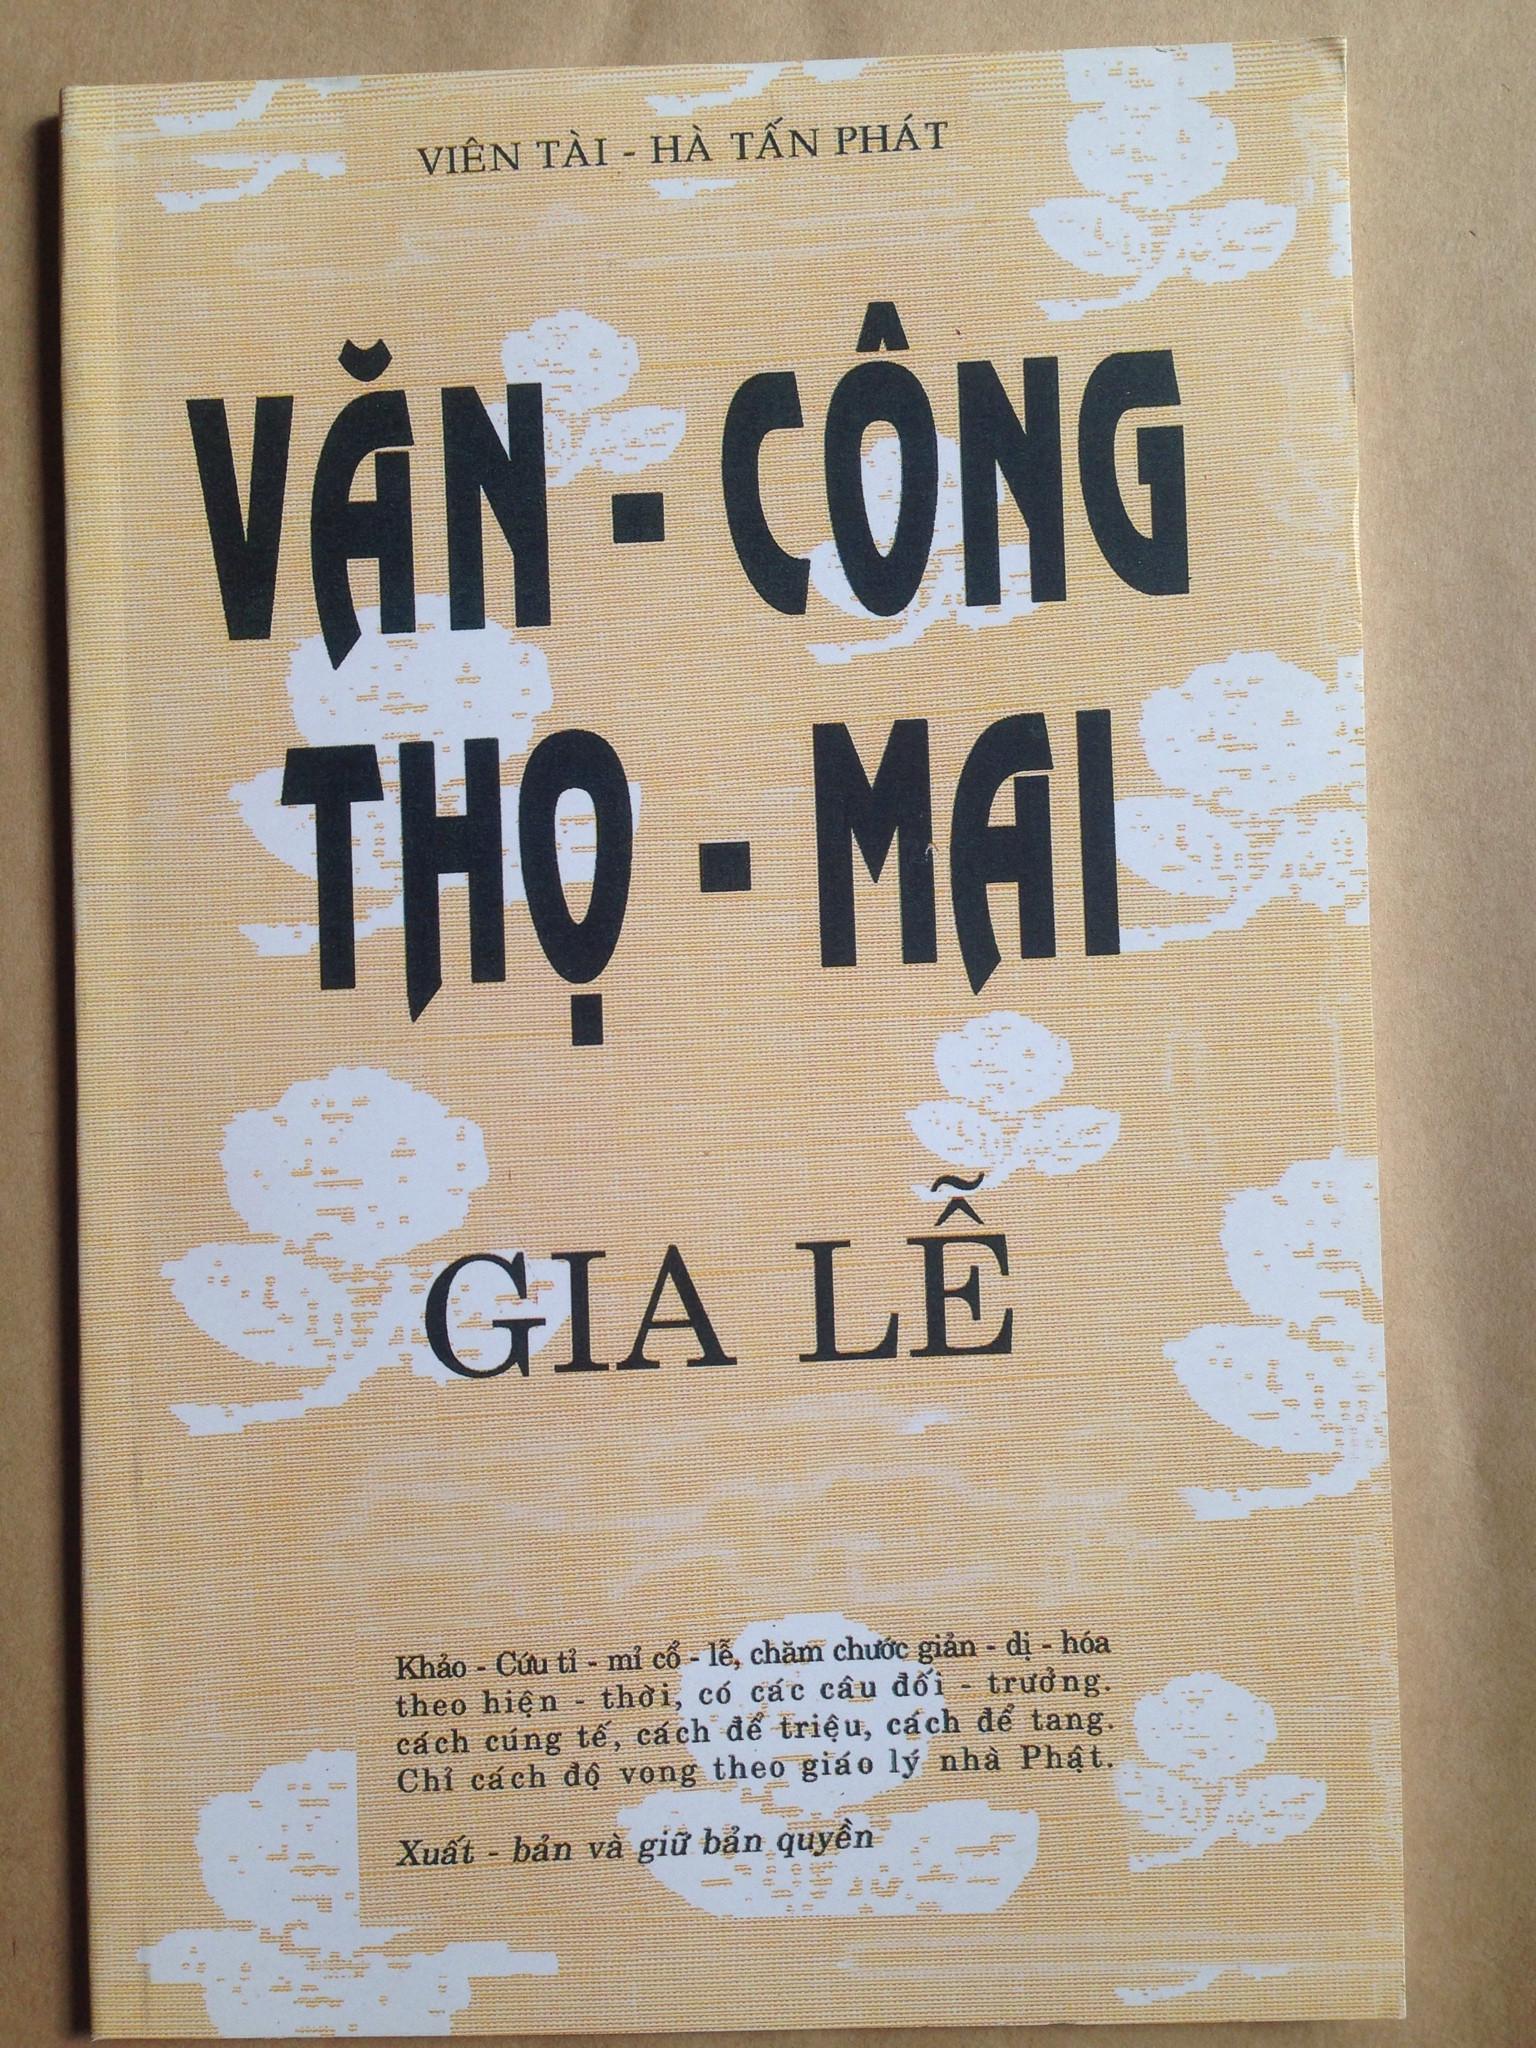 VIÊN TÀI - HÀ TẤN PHÁT
VĂN - CÔNG
THỌ - MAI
GIA LỄ
Khảo - Cứu tỉ - mỉ cổ - lễ, chăm chước giản - dị - hóa
theo hiện - thời, có các câu đối - trưởng.
cách cúng tế, cách để triệu, cách để tang.
Chỉ cách độ vong theo giáo lý nhà Phật.
Xuất - bản và giữ bản quyền